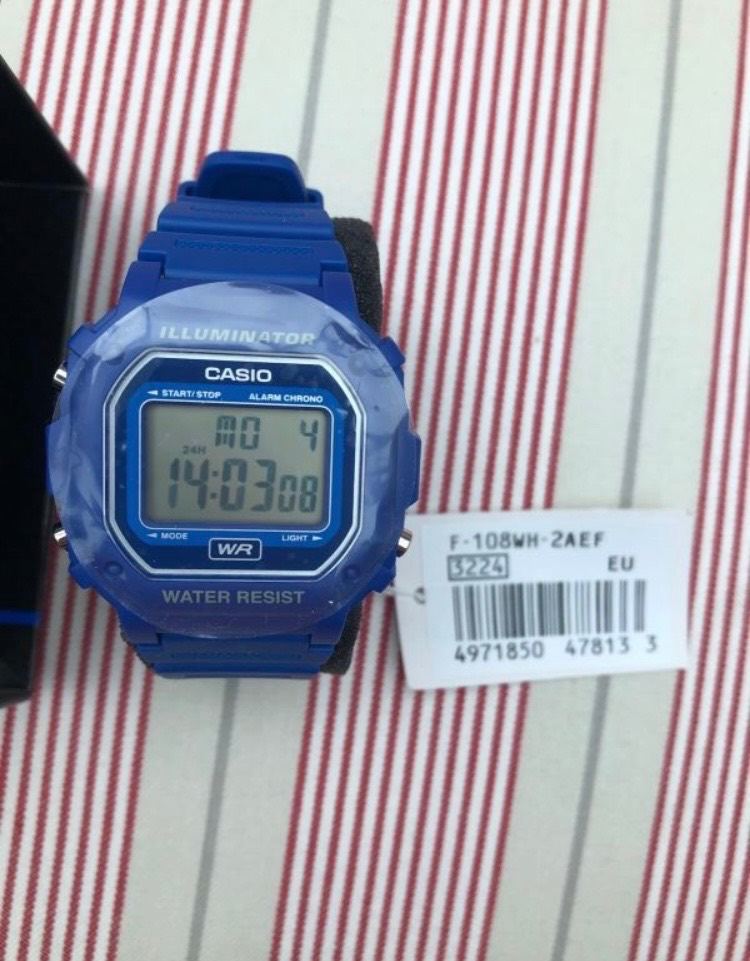 ILLUMINATOR
CASIO
START/STOP ALARM CHRONO
MO 4
24H
14:03 08
MODE LIGHT
WR
WATER RESIST
F-108WH-2AEF
3224 EU
4971850 47813 3